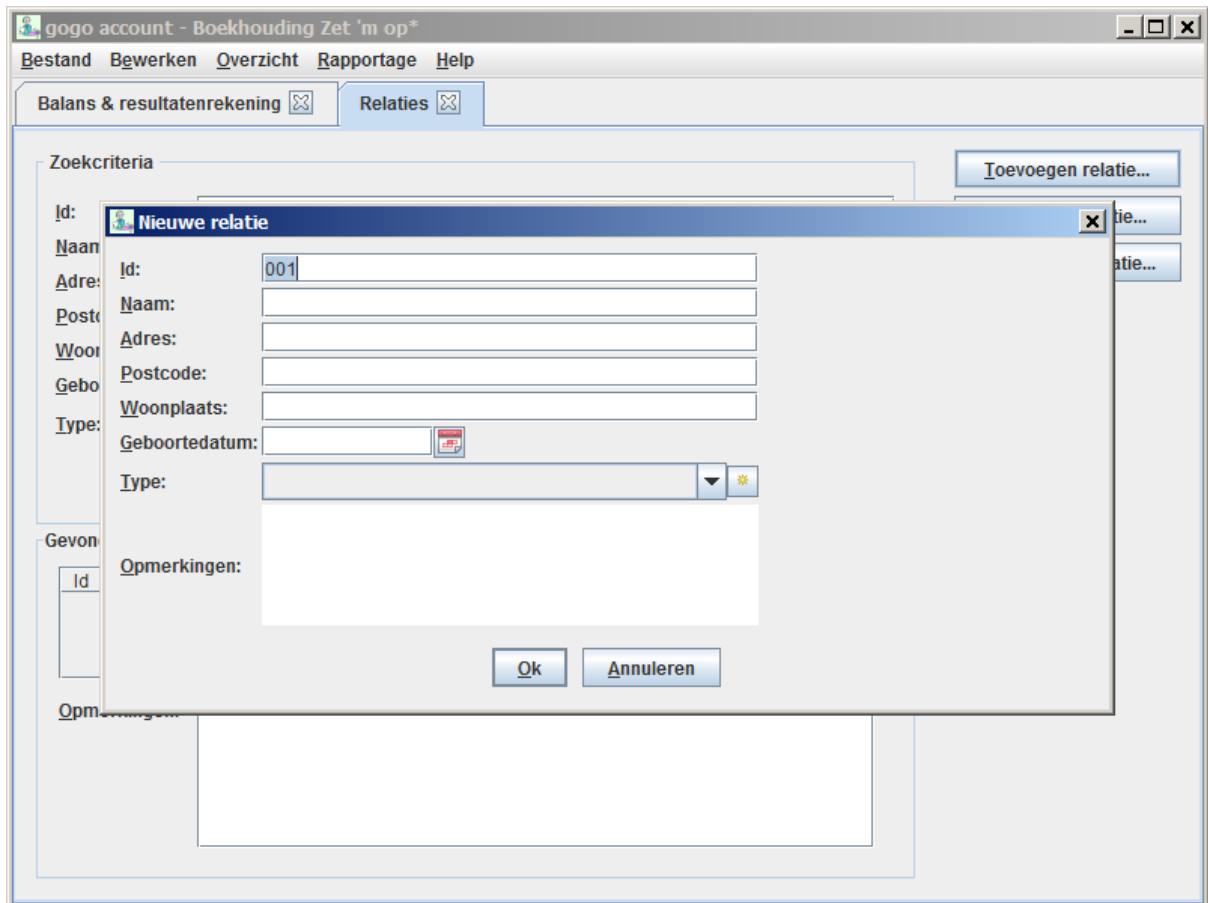 gogo account - Boekhouding Zet 'm op*
Bestand Bewerken Overzicht Rapportage Help
Balans & resultatenrekening Relaties
Zoekcriteria
Toevoegen relatie...
Id:
Nieuwe relatie
Id: 001
Naam:
Adres:
Postcode:
Woonplaats:
Geboortedatum:
Type:
Type:
Opmerkingen:
Id
Ok Annuleren